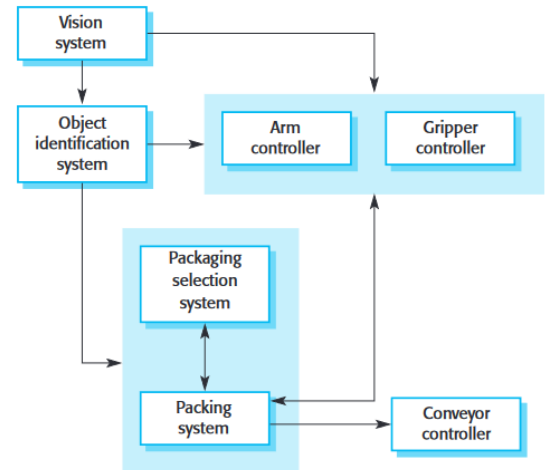 Vision
system
Object
identification
system
Arm
controller
Gripper
controller
Packaging
selection
system
Packing
system
Conveyor
controller